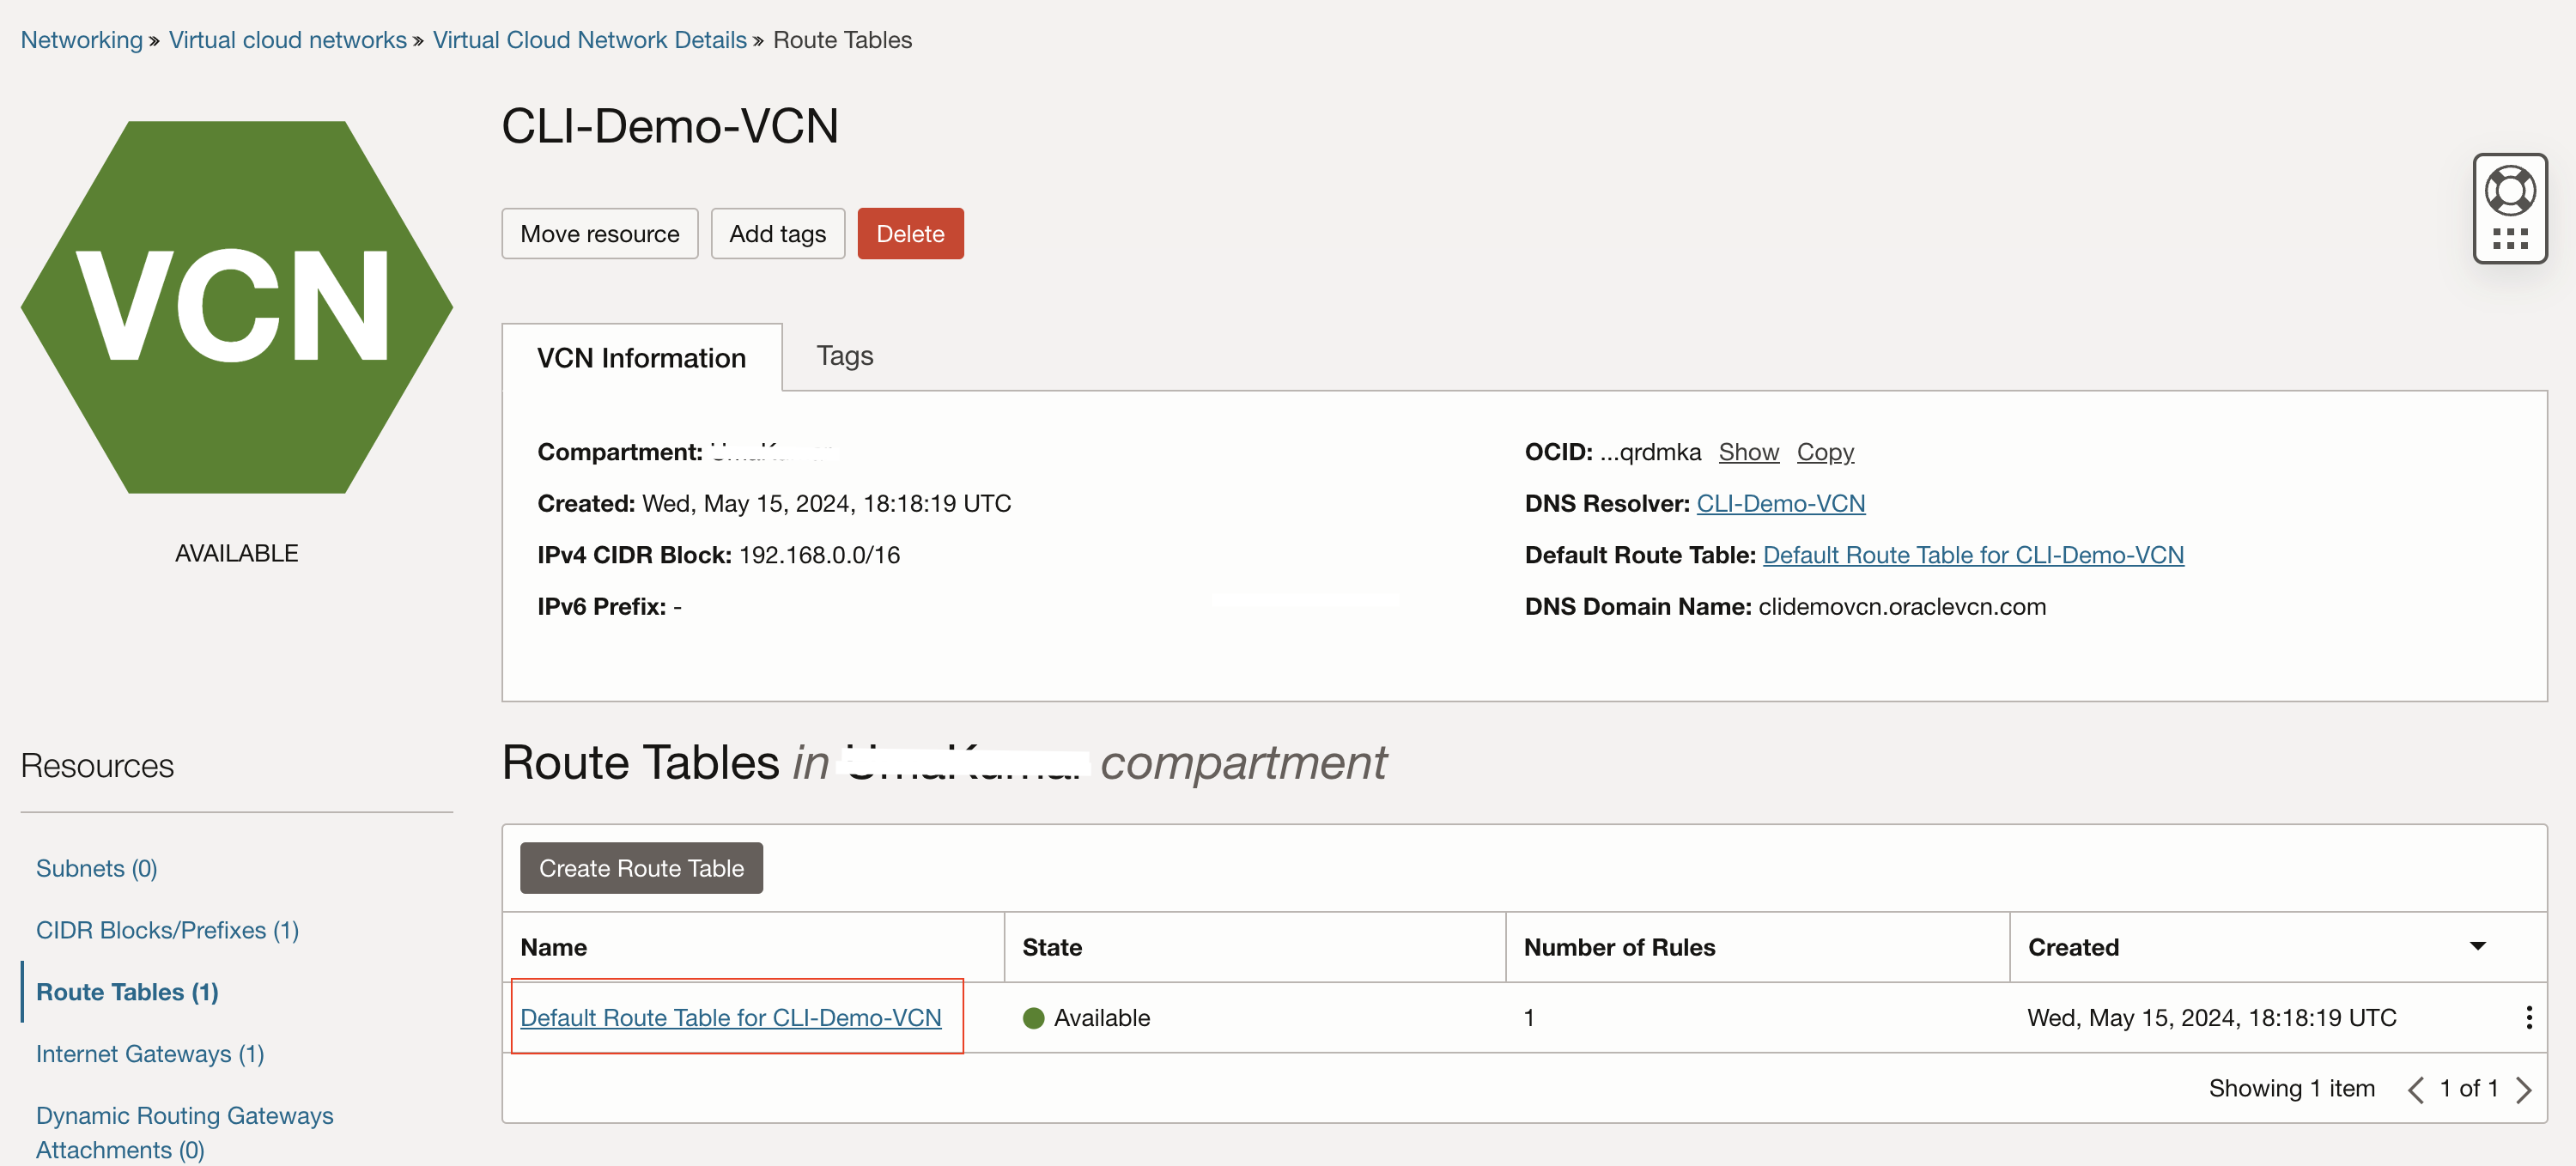 Networking » Virtual cloud networks » Virtual Cloud Network Details » Route Tables
VCN
AVAILABLE
CLI-Demo-VCN
Move resource Add tags Delete
VCN Information Tags
Compartment:
Created: Wed, May 15, 2024, 18:18:19 UTC
IPv4 CIDR Block: 192.168.0.0/16
IPv6 Prefix: -
OCID: ...qrdmka Show Copy
DNS Resolver: CLI-Demo-VCN
Default Route Table: Default Route Table for CLI-Demo-VCN
DNS Domain Name: clidemovcn.oraclevcn.com
Resources
Subnets (0)
CIDR Blocks/Prefixes (1)
Route Tables (1)
Internet Gateways (1)
Dynamic Routing Gateways
Attachments (0)
Route Tables in compartment
Create Route Table
Name State Number of Rules Created
Default Route Table for CLI-Demo-VCN Available 1 Wed, May 15, 2024, 18:18:19 UTC
Showing 1 item < 1 of 1 >